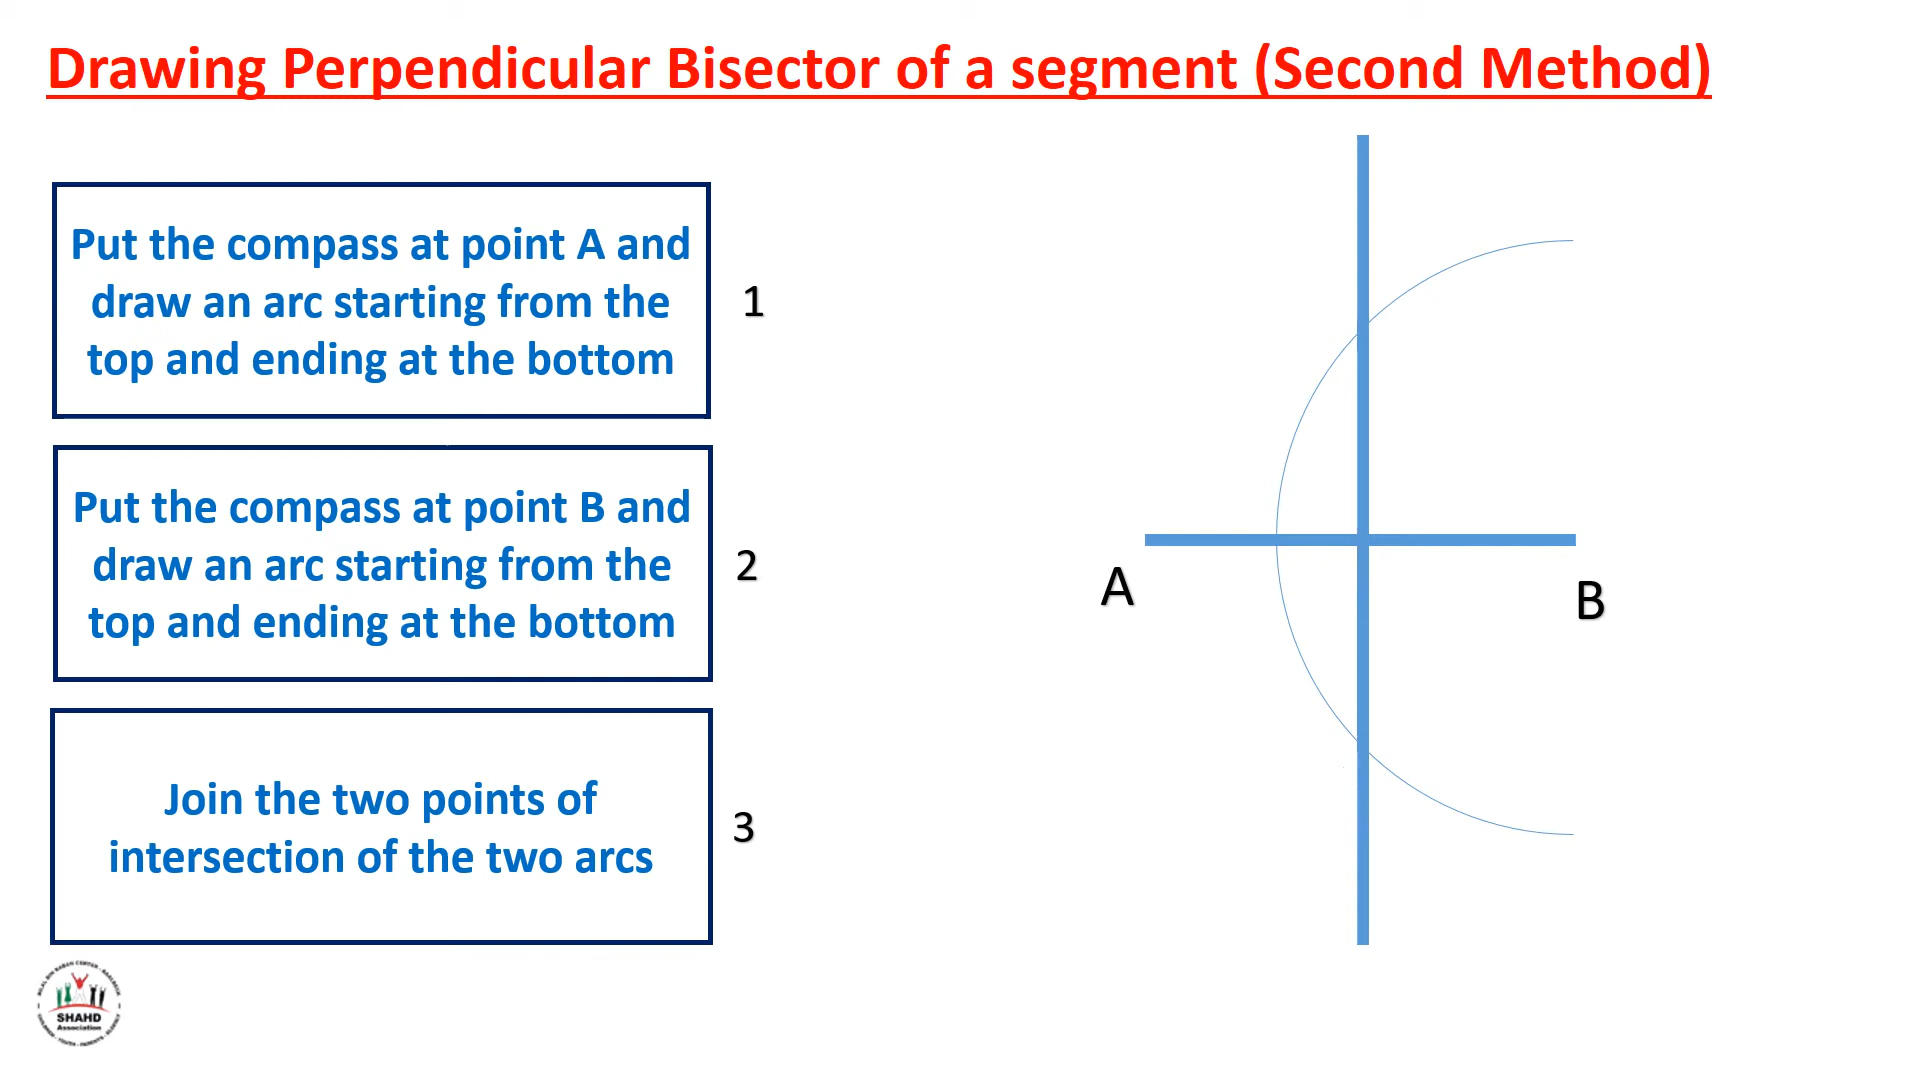 Drawing Perpendicular Bisector of a segment (Second Method)
Put the compass at point A and
draw an arc starting from the
top and ending at the bottom
1
Put the compass at point B and
draw an arc starting from the
top and ending at the bottom
2
Join the two points of
intersection of the two arcs
3
A
B
SHAHD
Association